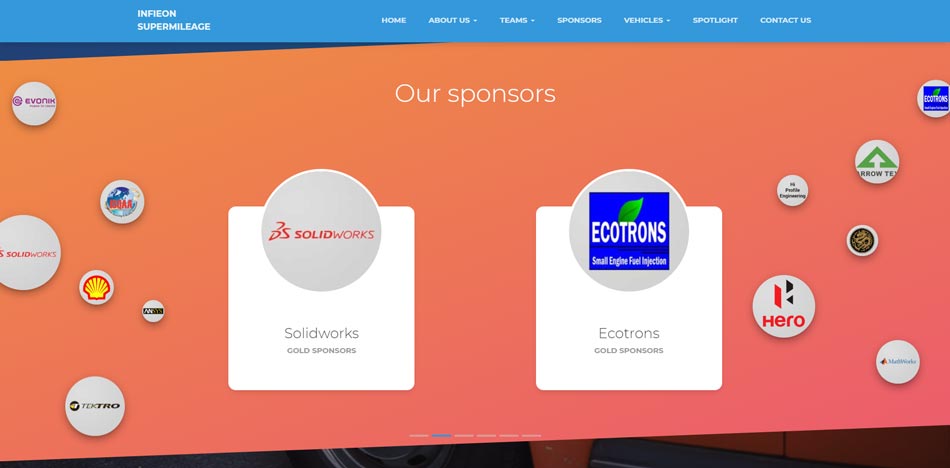 INFIEON
SUPERMILEAGE
HOME
ABOUT US
TEAMS
SPONSORS
VEHICLES
SPOTLIGHT
CONTACT US
Our sponsors
EVONIK
ECOTRONS
ARROW TE
Hi
Profile
Engineering
SOLIDWORKS
SOLIDWORKS
ECOTRONS
Small Engine Fuel Injection
ANSYS
Hero
Solidworks
GOLD SPONSORS
Ecotrons
GOLD SPONSORS
MathWorks
TEKTRO